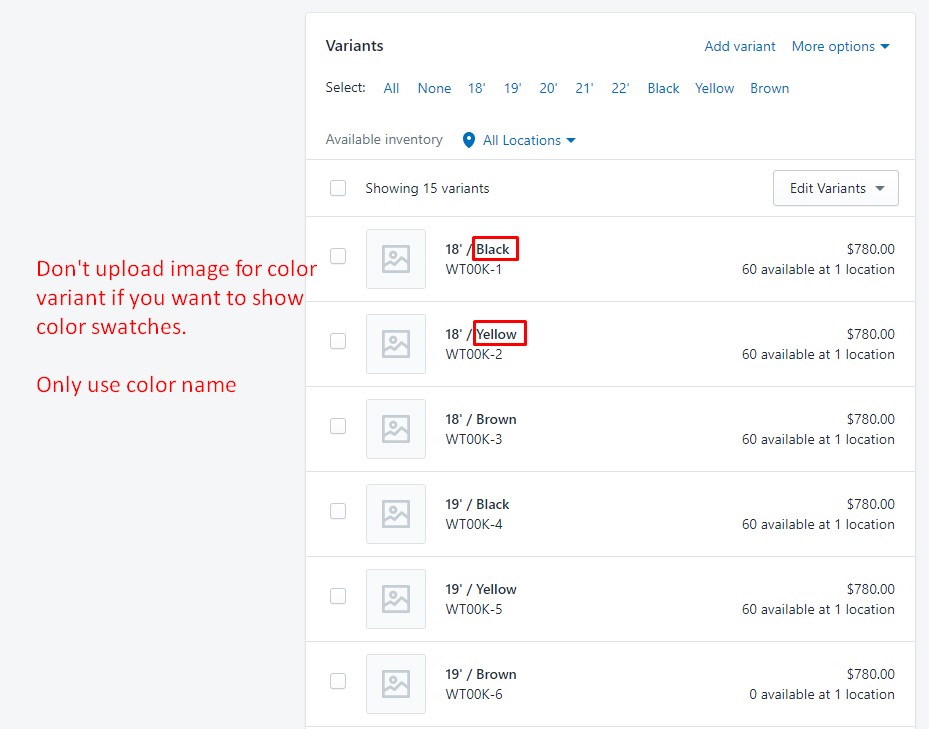 Variants
Add variant More options
Select: All None 18' 19' 20' 21' 22' Black Yellow Brown
Available inventory All Locations
Showing 15 variants
Edit Variants
Don't upload image for color
variant if you want to show
color swatches.
Only use color name
18' / Black
WT00K-1
$780.00
60 available at 1 location
18' / Yellow
WT00K-2
$780.00
60 available at 1 location
18' / Brown
WT00K-3
$780.00
60 available at 1 location
19' / Black
WT00K-4
$780.00
60 available at 1 location
19' / Yellow
WT00K-5
$780.00
60 available at 1 location
19' / Brown
WT00K-6
$780.00
0 available at 1 location